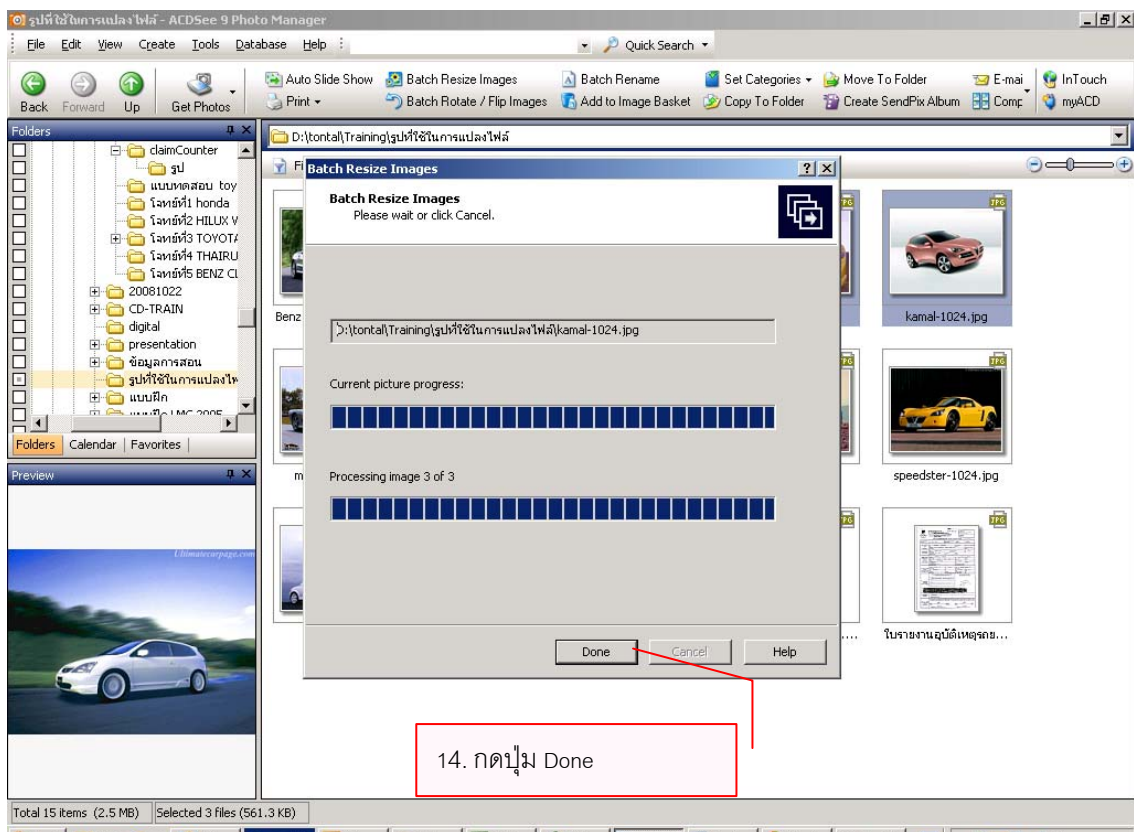 รูปที่ใช้ในการแปลงไฟล์ - ACDSee 9 Photo Manager
File Edit View Create Tools Database Help
Quick Search
Auto Slide Show Batch Resize Images Batch Rename Set Categories Move To Folder E-mai InTouch
Back Forward Up Get Photos
Print Batch Rotate / Flip Images Add to Image Basket Copy To Folder Create SendPix Album Comp myACD
Folders
D:\tontal\Training\รูปที่ใช้ในการแปลงไฟล์
claimCounter
รูป
แบบทดสอบ toy
โจทย์ที่1 honda
โจทย์ที่2 HILUX V
โจทย์ที่3 TOYOTA
โจทย์ที่4 THAIRU
โจทย์ที่5 BENZ CL
20081022
CD-TRAIN
digital
presentation
ข้อมูลการสอน
รูปที่ใช้ในการแปลงไฟ
แบบฝึก
Folders Calendar Favorites
Fi
Batch Resize Images
Batch Resize Images
Please wait or click Cancel.
D:\tontal\Training\รูปที่ใช้ในการแปลงไฟล์\kamal-1024.jpg
Current picture progress:
Processing image 3 of 3
Done Cancel Help
Benz
m
JPG
kamal-1024.jpg
JPG
speedster-1024.jpg
JPG
ใบรายงานอุบัติเหตุรถย...
Preview
Ultimatecarpage.com
14. กดปุ่ม Done
Total 15 items (2.5 MB) Selected 3 files (561.3 KB)